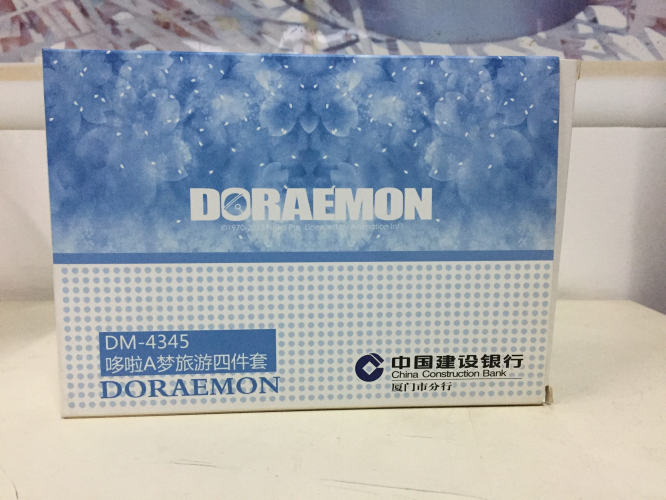 DORAEMON
DM-4345
哆啦A梦旅游四件套
DORAEMON
中国建设银行
China Construction Bank
厦门市分行